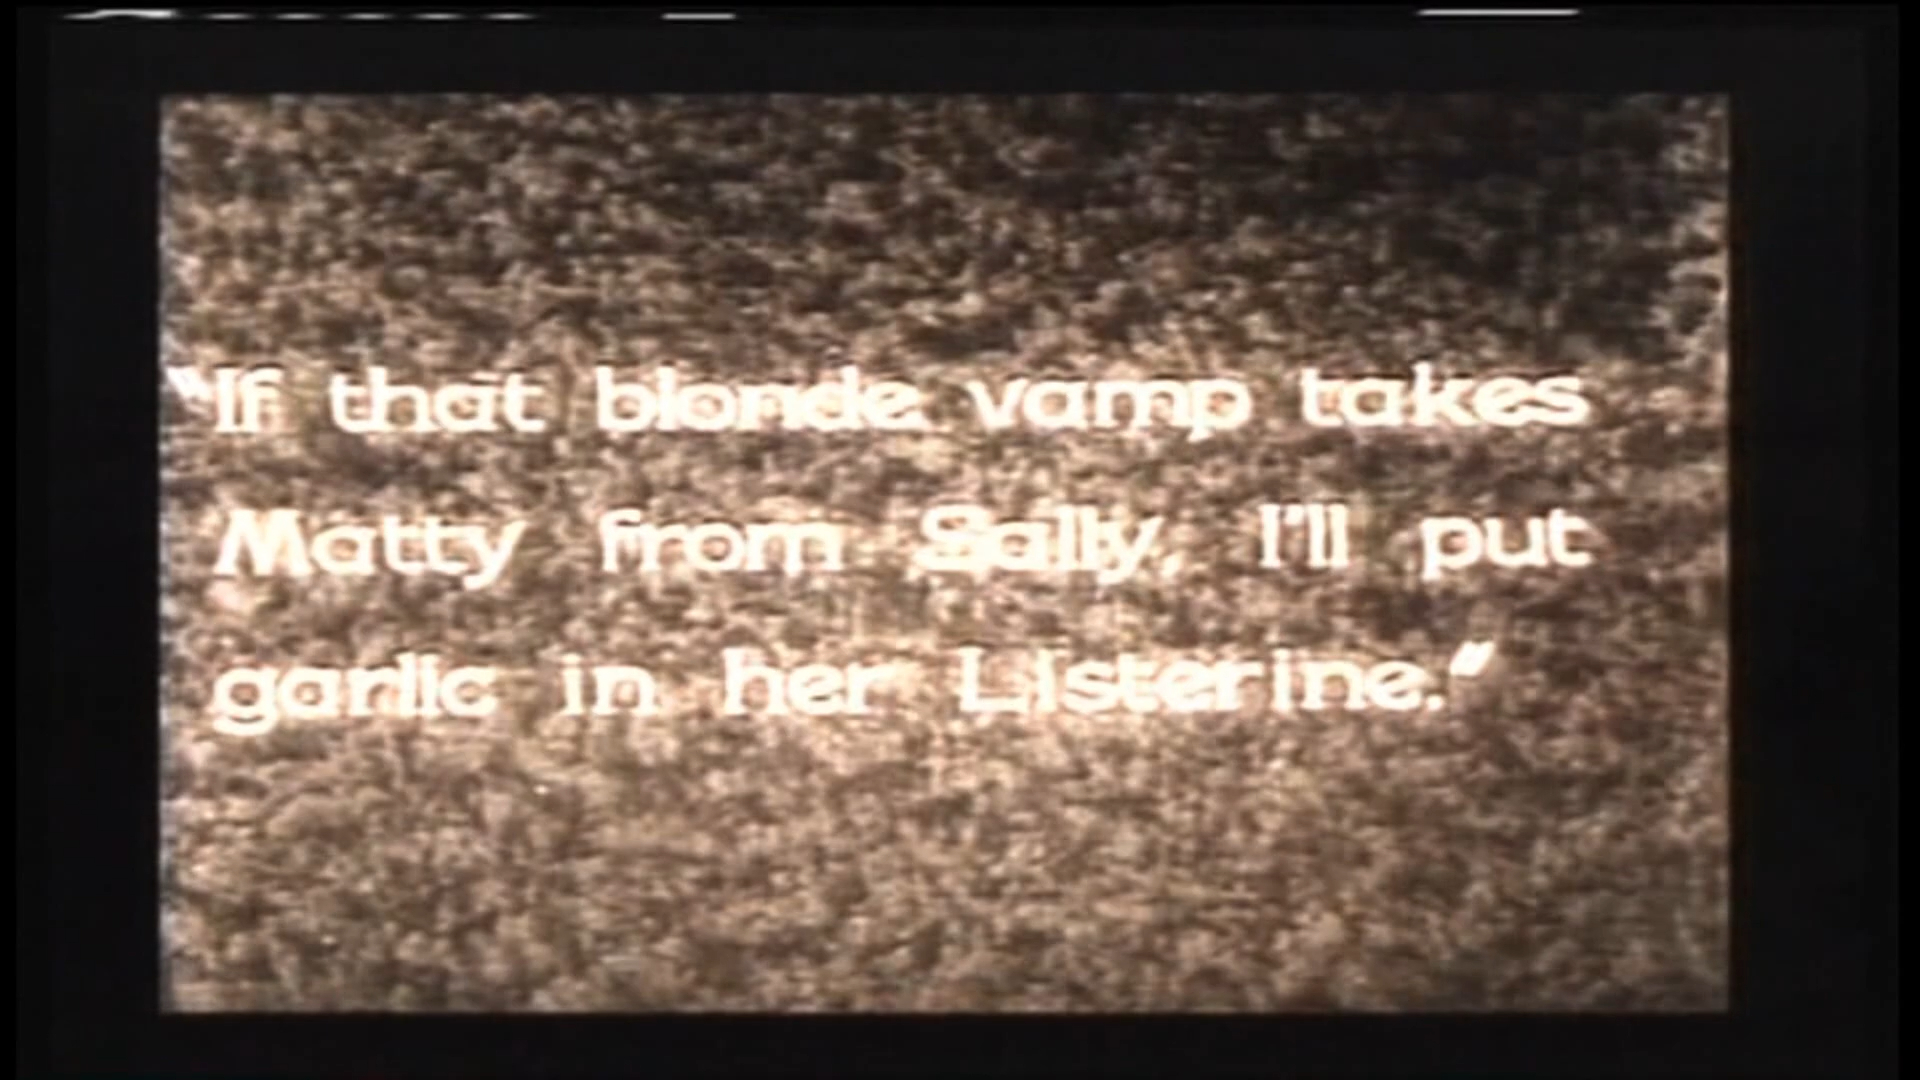 "If that blonde vamp takes
Matty from Sally, I'll put
garlic in her Listerine."